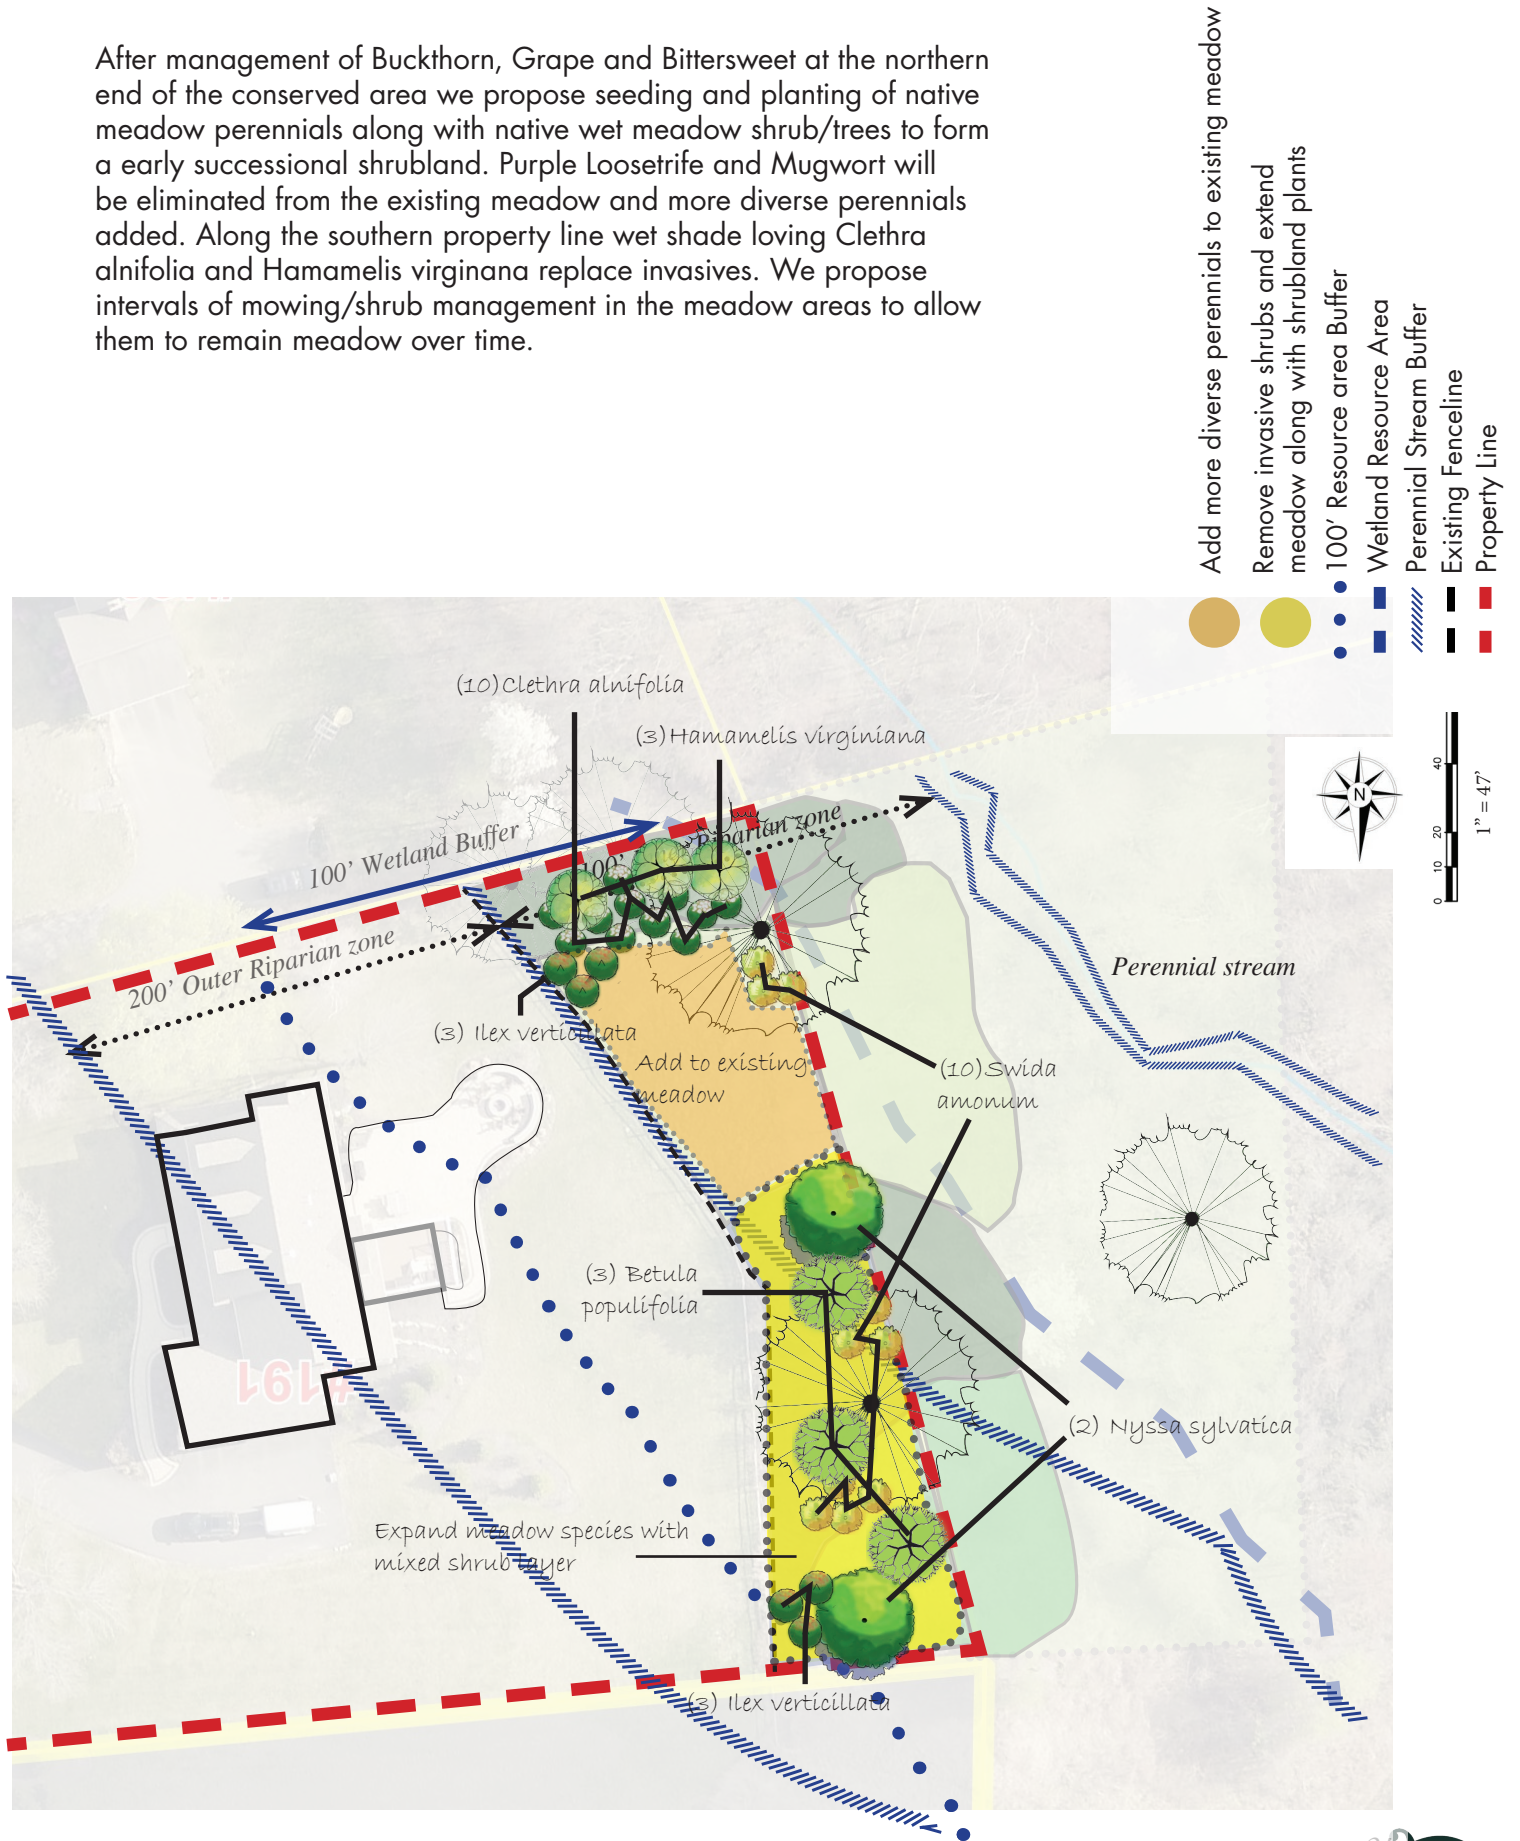 After management of Buckthorn, Grape and Bittersweet at the northern
end of the conserved area we propose seeding and planting of native
meadow perennials along with native wet meadow shrub/trees to form
a early successional shrubland. Purple Loosetrife and Mugwort will
be eliminated from the existing meadow and more diverse perennials
added. Along the southern property line wet shade loving Clethra
alnifolia and Hamamelis virginana replace invasives. We propose
intervals of mowing/shrub management in the meadow areas to allow
them to remain meadow over time.
Add more diverse perennials to existing meadow
Remove invasive shrubs and extend
meadow along with shrubland plants
100' Resource area Buffer
Wetland Resource Area
Perennial Stream Buffer
Existing Fenceline
Property Line
N
0 10 20 40
1" = 47'
(10)Clethra alnifolia
(3)Hamamelis virginiana
100' Wetland Buffer
100' Riparian zone
200' Outer Riparian zone
Perennial stream
(3) Ilex verticillata
Add to existing
meadow
(10)Swida
amonum
(3) Betula
populifolia
#191
(2) Nyssa sylvatica
Expand meadow species with
mixed shrub layer
(3) Ilex verticillata